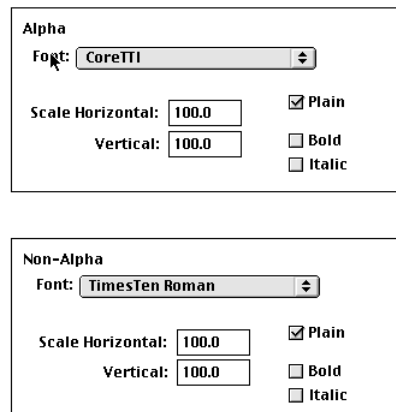 Alpha
Font: CoreTTI
Scale Horizontal: 100.0
Plain
Vertical: 100.0
Bold
Italic
Non-Alpha
Font: TimesTen Roman
Scale Horizontal: 100.0
Plain
Vertical: 100.0
Bold
Italic